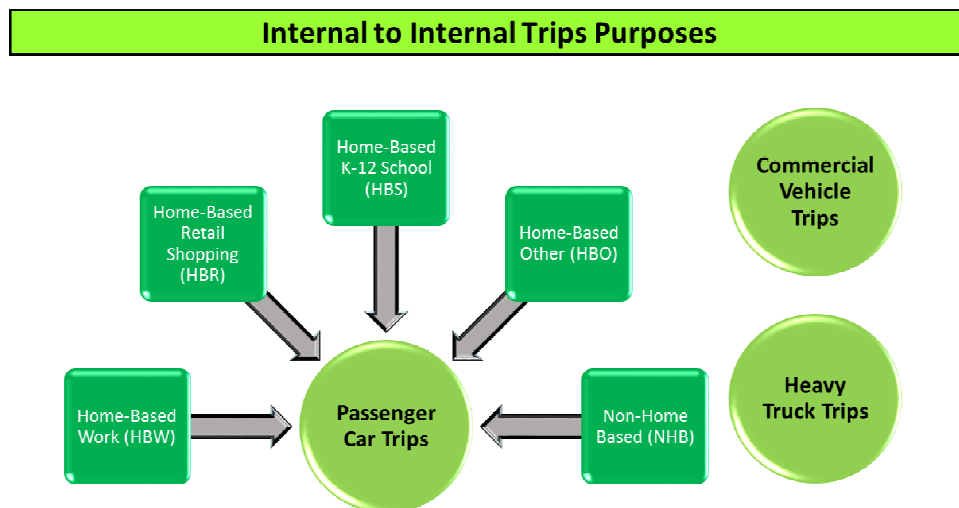 Internal to Internal Trips Purposes
Home-Based
K-12 School
(HBS)
Commercial
Vehicle
Trips
Home-Based
Retail
Shopping
(HBR)
Home-Based
Other (HBO)
Home-Based
Work (HBW)
Passenger
Car Trips
Non-Home
Based (NHB)
Heavy
Truck Trips